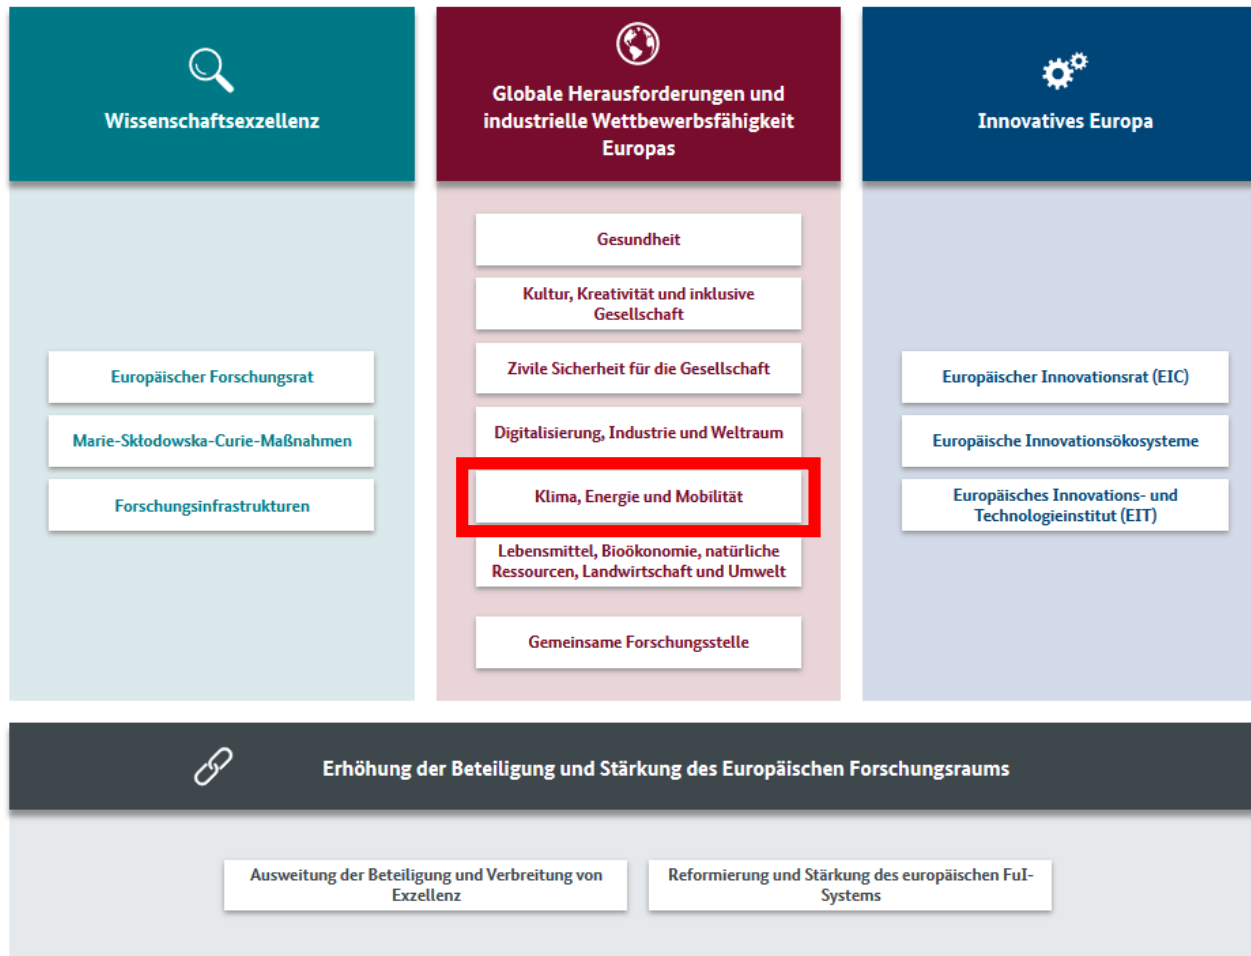 Wissenschaftsexzellenz
Europäischer Forschungsrat
Marie-Skłodowska-Curie-Maßnahmen
Forschungsinfrastrukturen
Globale Herausforderungen und
industrielle Wettbewerbsfähigkeit
Europas
Gesundheit
Kultur, Kreativität und inklusive
Gesellschaft
Zivile Sicherheit für die Gesellschaft
Digitalisierung, Industrie und Weltraum
Klima, Energie und Mobilität
Lebensmittel, Bioökonomie, natürliche
Ressourcen, Landwirtschaft und Umwelt
Gemeinsame Forschungsstelle
Innovatives Europa
Europäischer Innovationsrat (EIC)
Europäische Innovationsökosysteme
Europäisches Innovations- und
Technologieinstitut (EIT)
Erhöhung der Beteiligung und Stärkung des Europäischen Forschungsraums
Ausweitung der Beteiligung und Verbreitung von
Exzellenz
Reformierung und Stärkung des europäischen FuI-
Systems